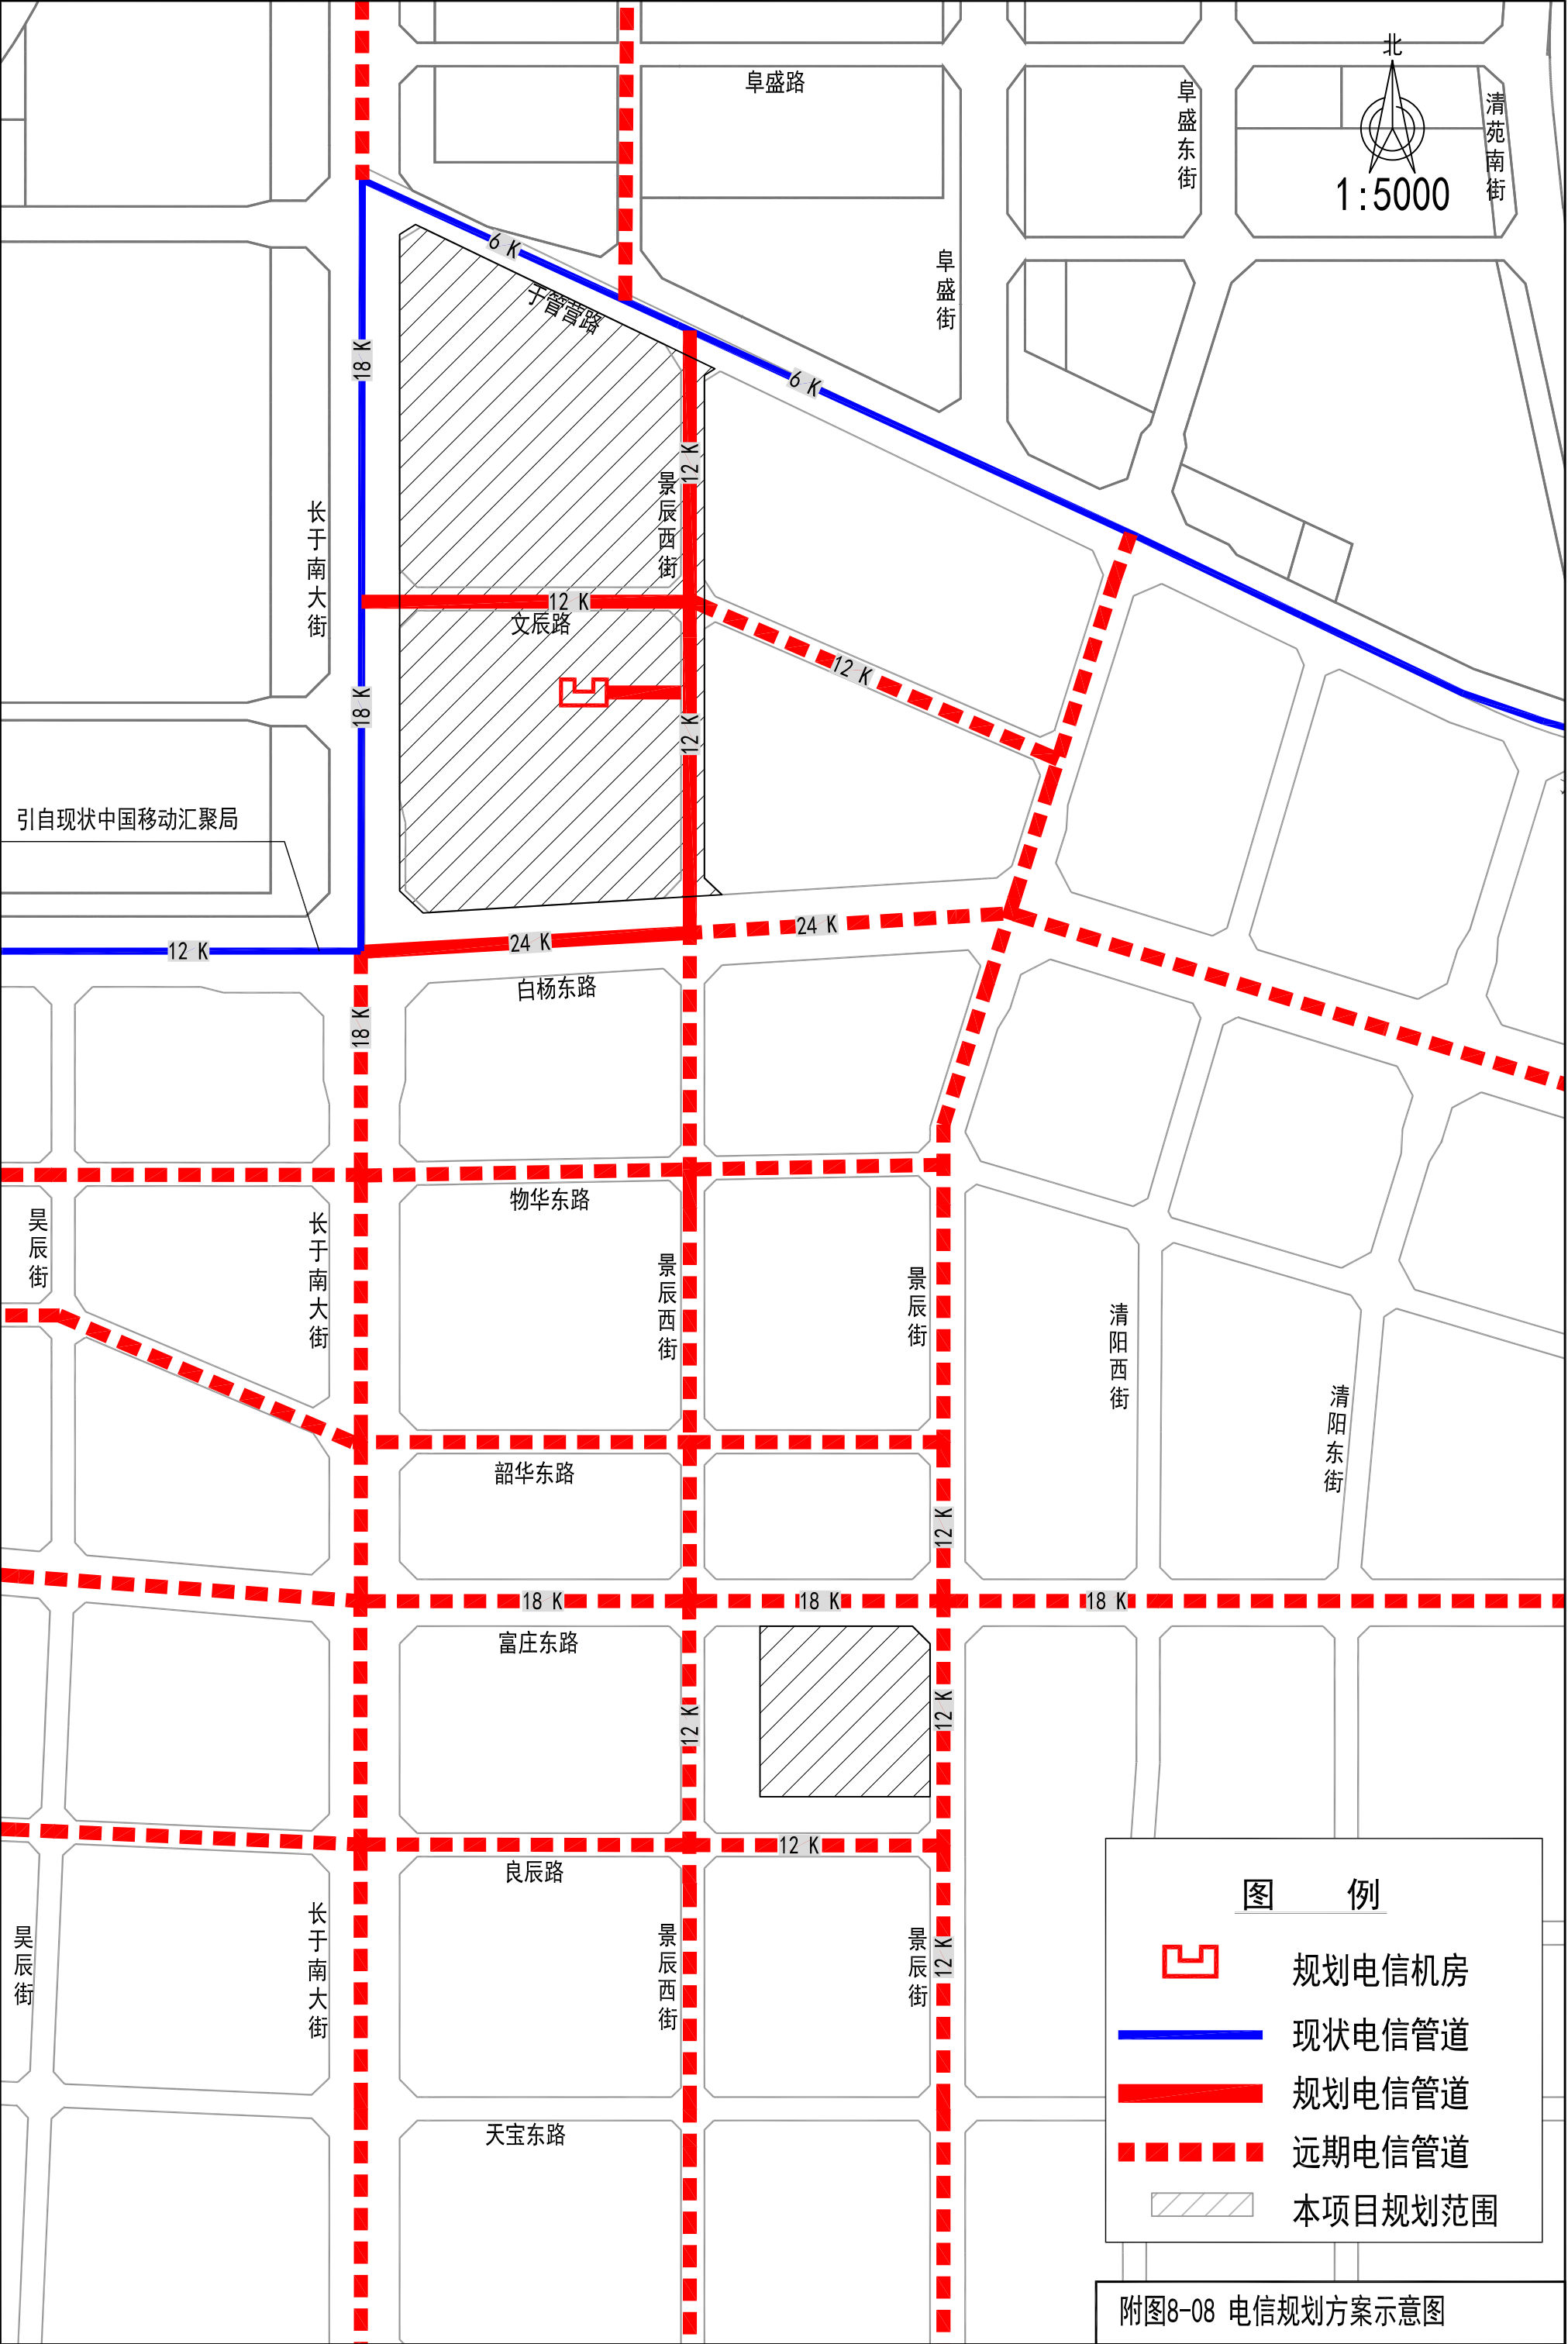 北
1:5000
阜盛路
阜盛东街
清苑南街
阜盛街
6 K
于管营路
18 K
6 K
12 K
景辰西街
长于南大街
12 K
文辰路
12 K
18 K
12 K
引自现状中国移动汇聚局
12 K
24 K
24 K
白杨东路
18 K
物华东路
昊辰街
长于南大街
景辰西街
景辰街
清阳西街
清阳东街
韶华东路
12 K
18 K
18 K
18 K
富庄东路
12 K
12 K
12 K
良辰路
昊辰街
长于南大街
景辰西街
景辰街
12 K
天宝东路
图 例
规划电信机房
现状电信管道
规划电信管道
远期电信管道
本项目规划范围
附图8-08 电信规划方案示意图